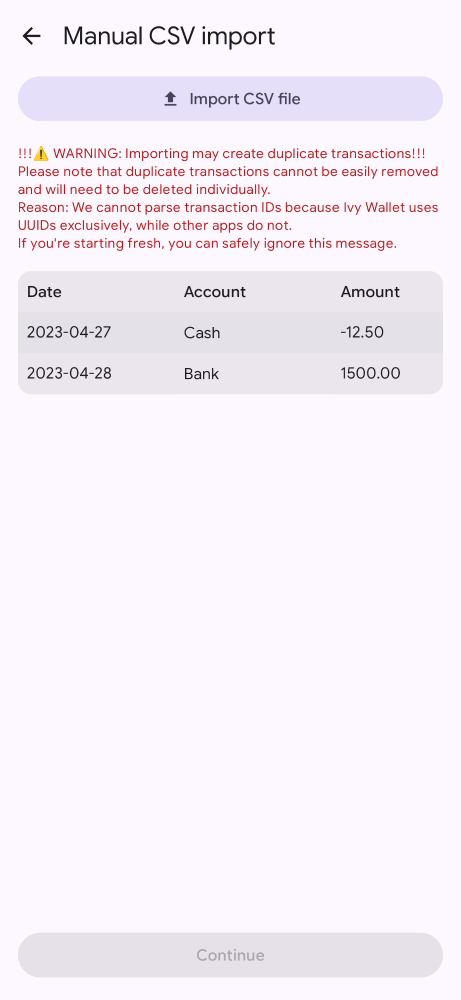 Manual CSV import
Import CSV file
!!!⚠️ WARNING: Importing may create duplicate transactions!!!
Please note that duplicate transactions cannot be easily removed
and will need to be deleted individually.
Reason: We cannot parse transaction IDs because Ivy Wallet uses
UUIDs exclusively, while other apps do not.
If you're starting fresh, you can safely ignore this message.
Date Account Amount
2023-04-27 Cash -12.50
2023-04-28 Bank 1500.00
Continue